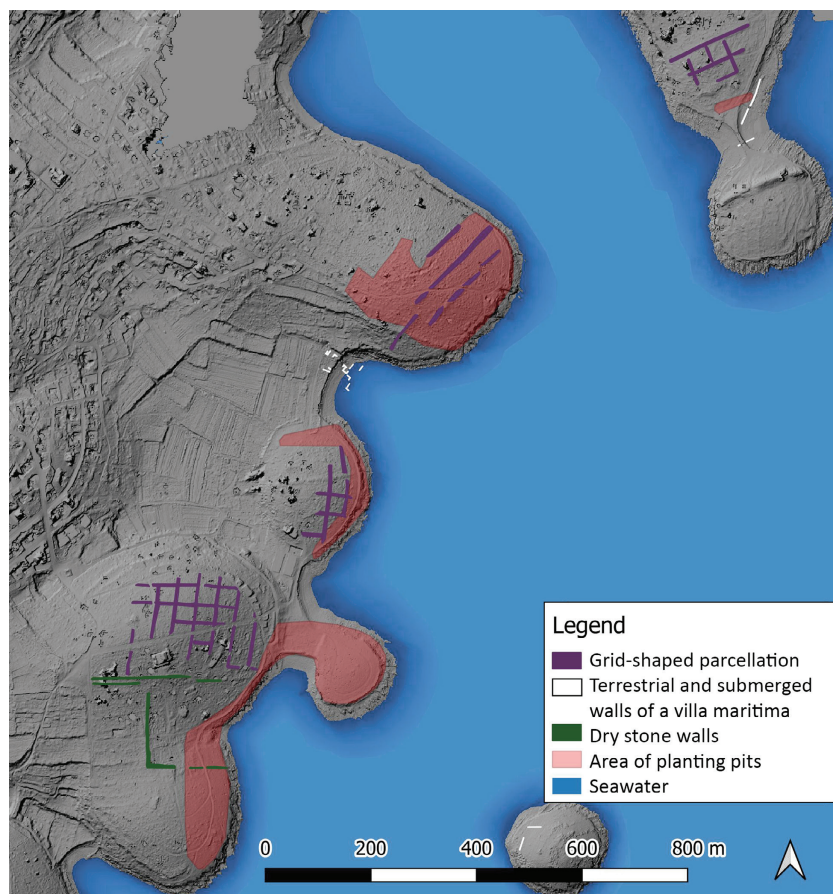 Legend
Grid-shaped parcellation
Terrestrial and submerged
walls of a villa maritima
Dry stone walls
Area of planting pits
Seawater
0 200 400 600 800 m